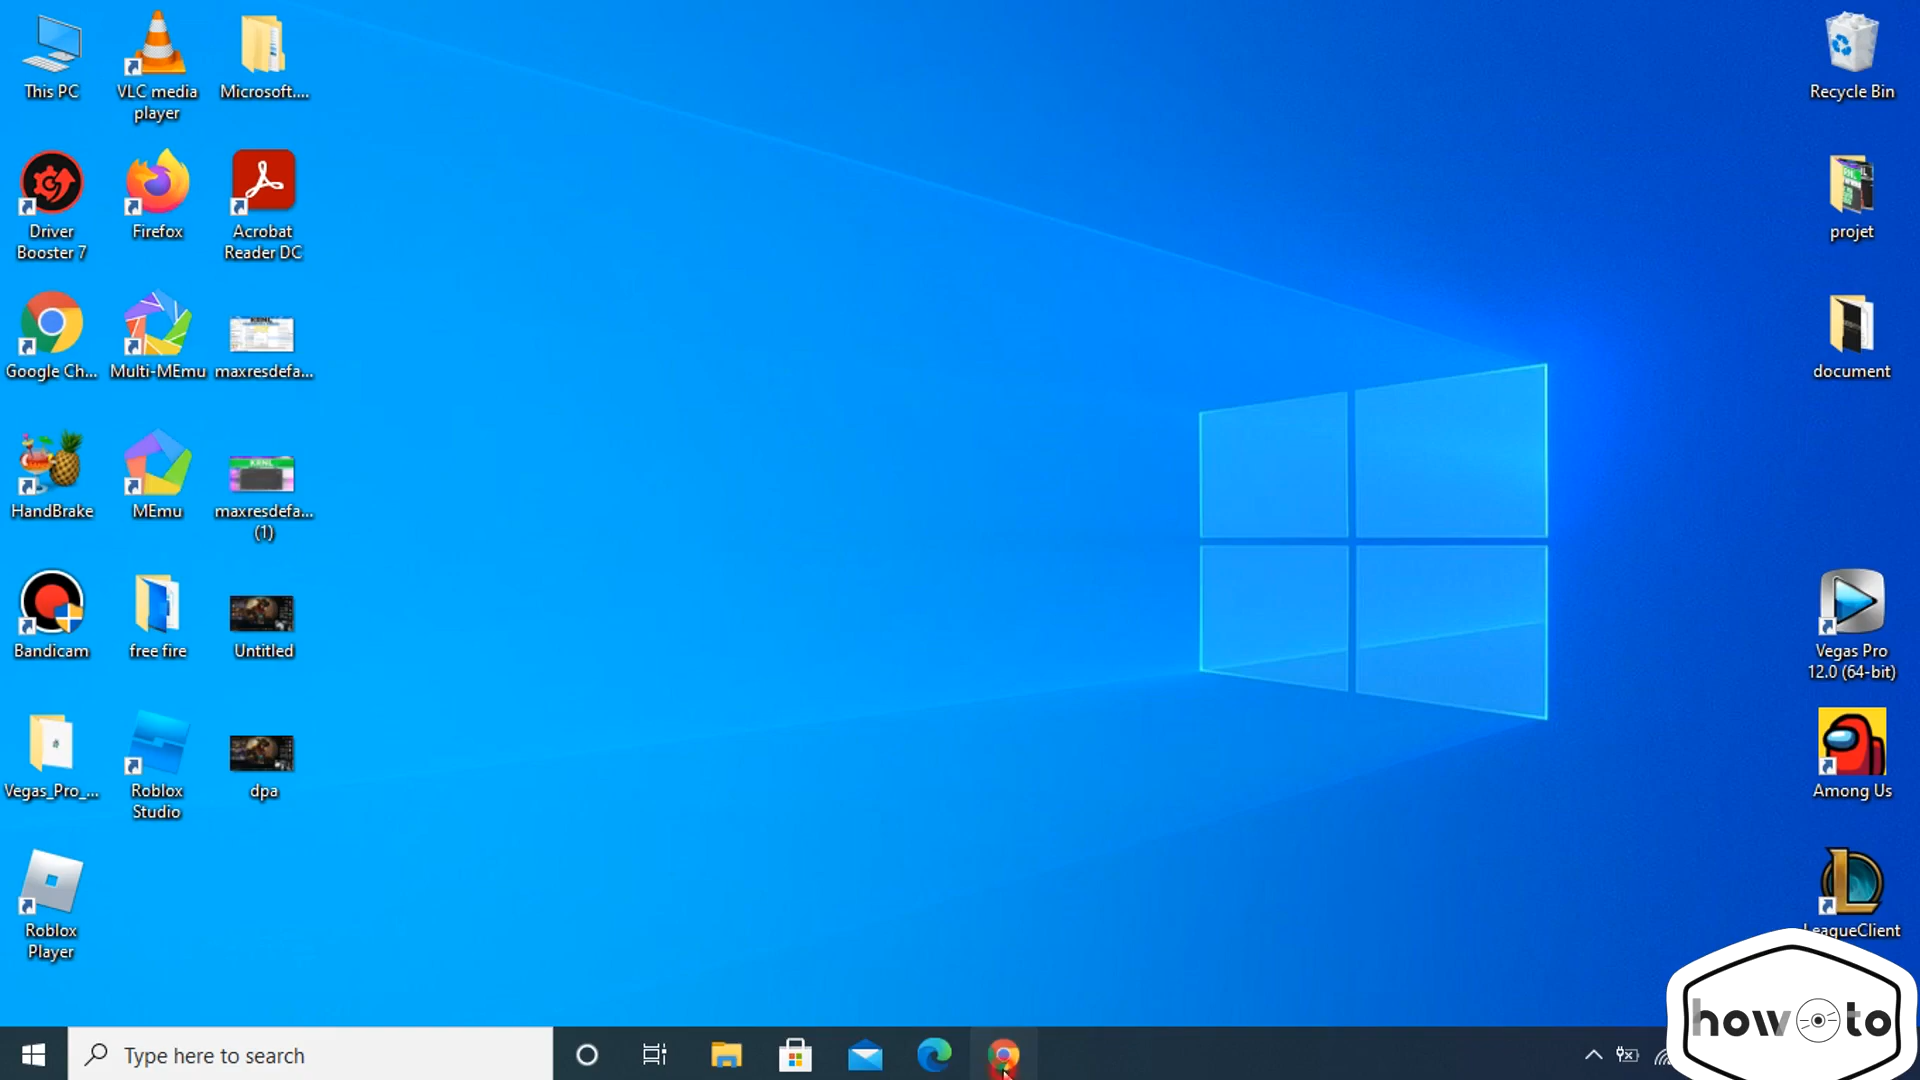 This PC
VLC media
player
Microsoft....
Recycle Bin
Driver
Booster 7
Firefox
Acrobat
Reader DC
projet
Google Ch...
Multi-MEmu
maxresdefa...
document
HandBrake
MEmu
maxresdefa...
(1)
Bandicam
free fire
Untitled
Vegas Pro
12.0 (64-bit)
Vegas_Pro_...
Roblox
Studio
dpa
Among Us
Roblox
Player
LeagueClient
how to
Type here to search